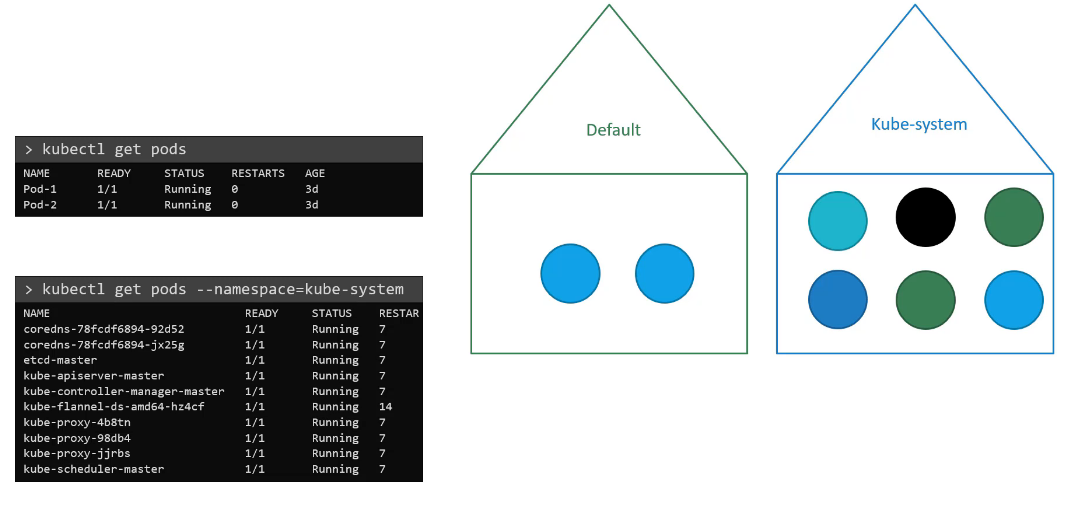 > kubectl get pods
NAME READY STATUS RESTARTS AGE
Pod-1 1/1 Running 0 3d
Pod-2 1/1 Running 0 3d
> kubectl get pods --namespace=kube-system
NAME READY STATUS RESTAR
coredns-78fcdf6894-92d52 1/1 Running 7
coredns-78fcdf6894-jx25g 1/1 Running 7
etcd-master 1/1 Running 7
kube-apiserver-master 1/1 Running 7
kube-controller-manager-master 1/1 Running 7
kube-flannel-ds-amd64-hz4cf 1/1 Running 14
kube-proxy-4b8tn 1/1 Running 7
kube-proxy-98db4 1/1 Running 7
kube-proxy-jjrbs 1/1 Running 7
kube-scheduler-master 1/1 Running 7
Default
Kube-system